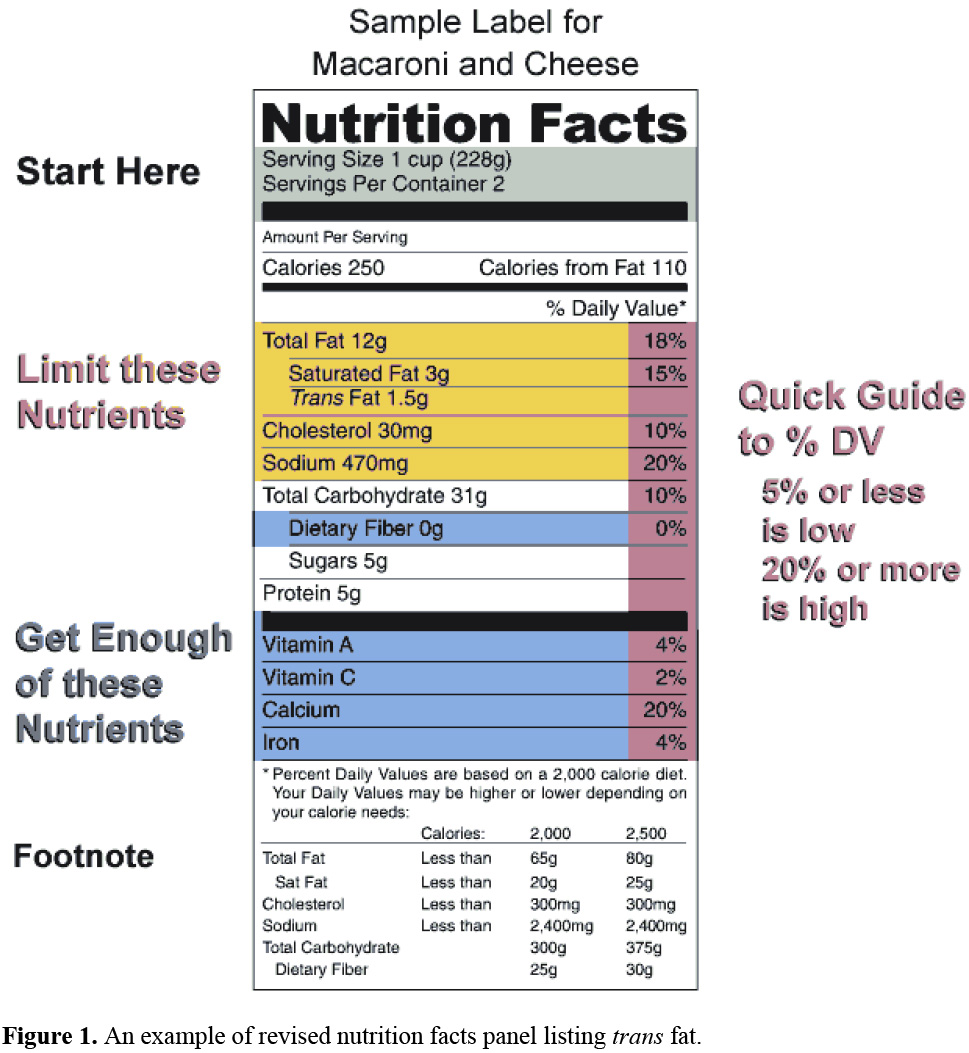 Sample Label for
Macaroni and Cheese
Nutrition Facts
Start Here
Serving Size 1 cup (228g)
Servings Per Container 2
Amount Per Serving
Calories 250 Calories from Fat 110
% Daily Value*
Limit these
Nutrients
Total Fat 12g 18%
Saturated Fat 3g 15%
Trans Fat 1.5g
Cholesterol 30mg 10%
Sodium 470mg 20%
Total Carbohydrate 31g 10%
Dietary Fiber 0g 0%
Sugars 5g
Protein 5g
Quick Guide
to % DV
5% or less
is low
20% or more
is high
Get Enough
of these
Nutrients
Vitamin A 4%
Vitamin C 2%
Calcium 20%
Iron 4%
Footnote
* Percent Daily Values are based on a 2,000 calorie diet.
Your Daily Values may be higher or lower depending on
your calorie needs:
Calories: 2,000 2,500
Total Fat Less than 65g 80g
Sat Fat Less than 20g 25g
Cholesterol Less than 300mg 300mg
Sodium Less than 2,400mg 2,400mg
Total Carbohydrate 300g 375g
Dietary Fiber 25g 30g
Figure 1. An example of revised nutrition facts panel listing trans fat.